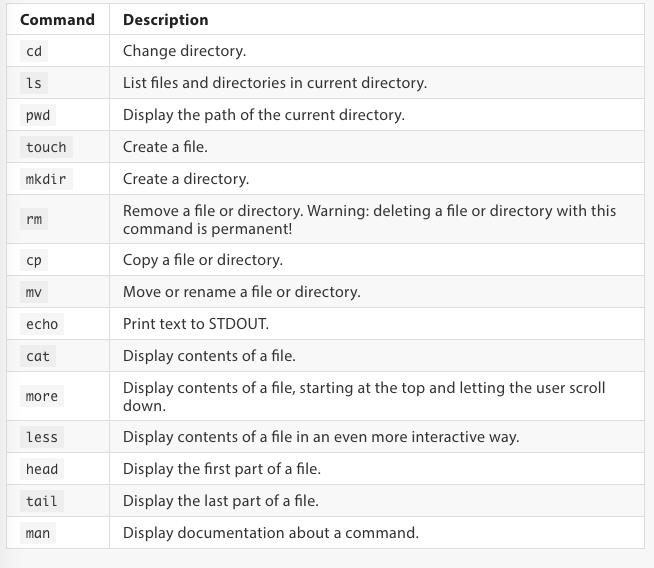 Command Description
cd Change directory.
ls List files and directories in current directory.
pwd Display the path of the current directory.
touch Create a file.
mkdir Create a directory.
rm Remove a file or directory. Warning: deleting a file or directory with this
command is permanent!
cp Copy a file or directory.
mv Move or rename a file or directory.
echo Print text to STDOUT.
cat Display contents of a file.
more Display contents of a file, starting at the top and letting the user scroll
down.
less Display contents of a file in an even more interactive way.
head Display the first part of a file.
tail Display the last part of a file.
man Display documentation about a command.